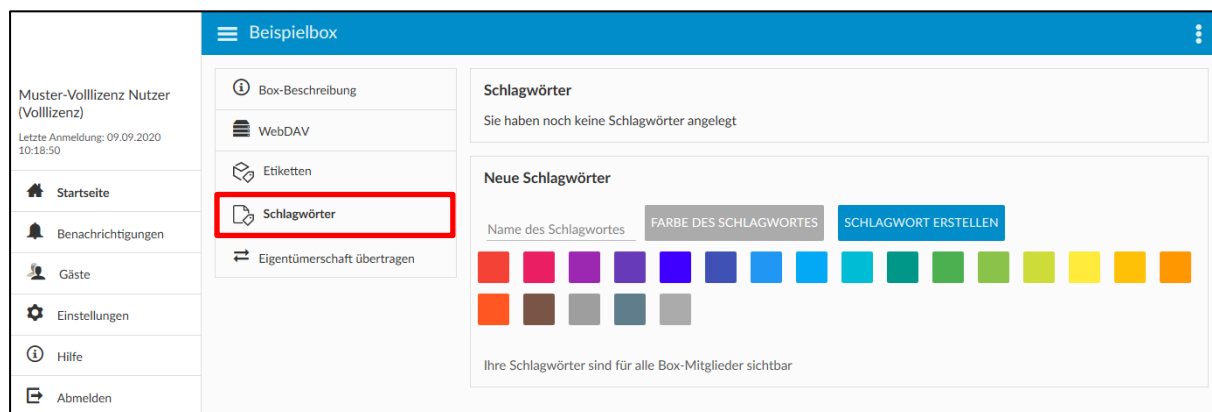 Beispielbox
Muster-Volllizenz Nutzer
(Volllizenz)
Letzte Anmeldung: 09.09.2020
10:18:50
Startseite
Benachrichtigungen
Gäste
Einstellungen
Hilfe
Abmelden
Box-Beschreibung
WebDAV
Etiketten
Schlagwörter
Eigentümerschaft übertragen
Schlagwörter
Sie haben noch keine Schlagwörter angelegt
Neue Schlagwörter
Name des Schlagwortes FARBE DES SCHLAGWORTES SCHLAGWORT ERSTELLEN
Ihre Schlagwörter sind für alle Box-Mitglieder sichtbar